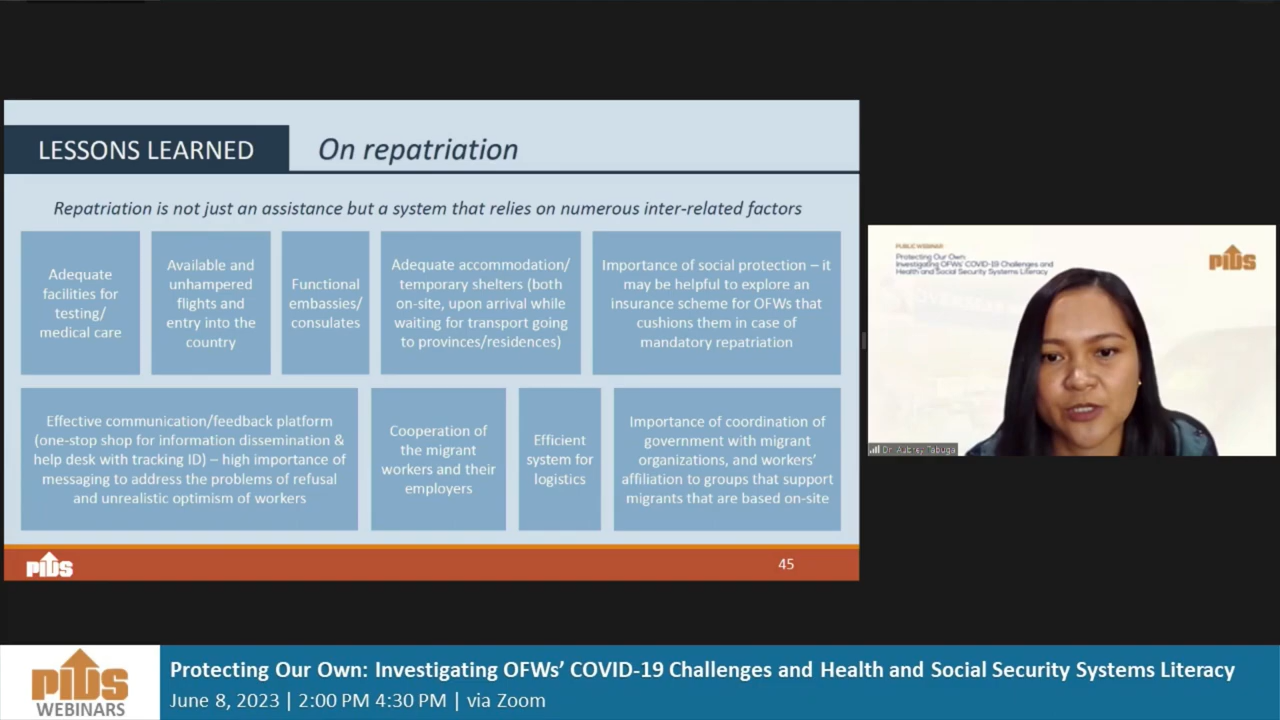 LESSONS LEARNED
On repatriation
Repatriation is not just an assistance but a system that relies on numerous inter-related factors
Adequate
facilities for
testing/
medical care
Available and
unhampered
flights and
entry into the
country
Functional
embassies/
consulates
Adequate accommodation/
temporary shelters (both
on-site, upon arrival while
waiting for transport going
to provinces/residences)
Importance of social protection – it
may be helpful to explore an
insurance scheme for OFWs that
cushions them in case of
mandatory repatriation
Effective communication/feedback platform
(one-stop shop for information dissemination &
help desk with tracking ID) – high importance of
messaging to address the problems of refusal
and unrealistic optimism of workers
Cooperation of
the migrant
workers and their
employers
Efficient
system for
logistics
Importance of coordination of
government with migrant
organizations, and workers'
affiliation to groups that support
migrants that are based on-site
PIDS
45
PUBLIC WEBINAR:
Protecting Our Own:
Investigating OFWs' COVID-19 Challenges and
Health and Social Security Systems Literacy
PIDS
Dr. Aubrey Tabuga
PIDS
WEBINARS
Protecting Our Own: Investigating OFWs' COVID-19 Challenges and Health and Social Security Systems Literacy
June 8, 2023 | 2:00 PM 4:30 PM | via Zoom